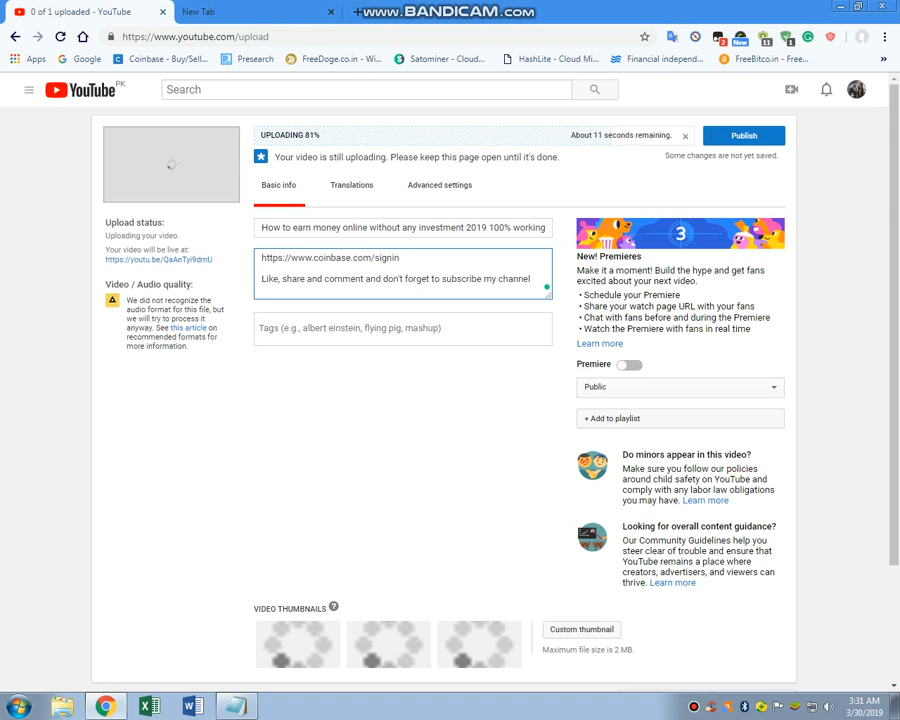 0 of 1 uploaded - YouTube
New Tab
www.BANDICAM.com
https://www.youtube.com/upload
2
New
11
1
Apps
Google
Coinbase - Buy/Sell...
Presearch
FreeDoge.co.in - We...
Satominer - Cloud...
HashLite - Cloud Mi...
Financial independ...
FreeBitco.in - Free...
»
YouTube PK
Search
UPLOADING 81%
About 11 seconds remaining.
Publish
Your video is still uploading. Please keep this page open until it's done.
Some changes are not yet saved.
Basic info
Translations
Advanced settings
Upload status:
Uploading your video.
Your video will be live at:
https://youtu.be/QaAnTyi9dmU
Video / Audio quality:
We did not recognize the
audio format for this file, but
we will try to process it
anyway. See this article on
recommended formats for
more information.
How to earn money online without any investment 2019 100% working
https://www.coinbase.com/signin
Like, share and comment and don't forget to subscribe my channel
Tags (e.g., albert einstein, flying pig, mashup)
3
New! Premieres
Make it a moment! Build the hype and get fans
excited about your next video.
• Schedule your Premiere
• Share your watch page URL with your fans
• Chat with fans before and during the Premiere
• Watch the Premiere with fans in real time
Learn more
Premiere
Public
+ Add to playlist
Do minors appear in this video?
Make sure you follow our policies
around child safety on YouTube and
comply with any labor law obligations
you may have. Learn more
Looking for overall content guidance?
Our Community Guidelines help you
steer clear of trouble and ensure that
YouTube remains a place where
creators, advertisers, and viewers can
thrive. Learn more
VIDEO THUMBNAILS ?
Custom thumbnail
Maximum file size is 2 MB.
3:31 AM
3/30/2019